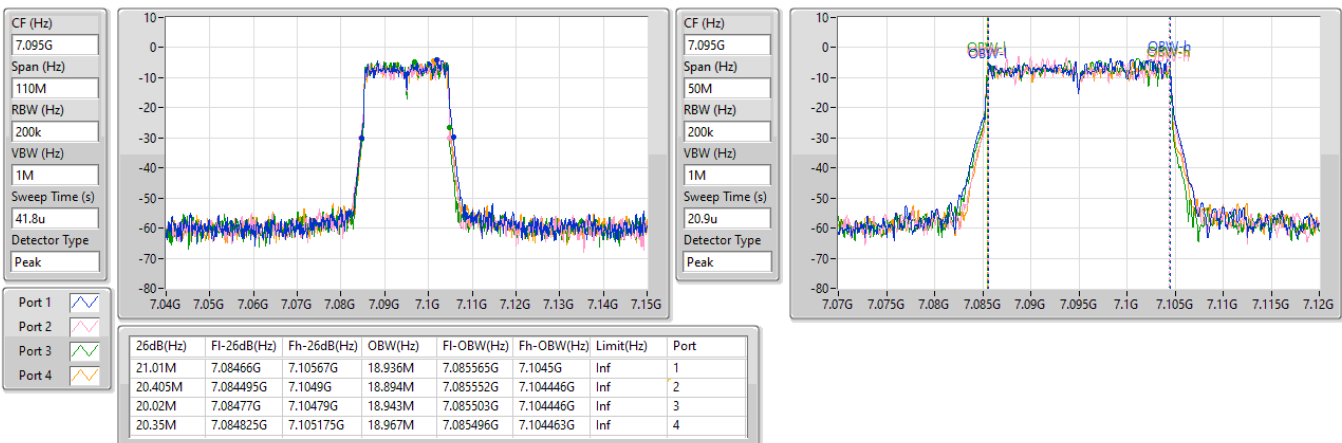 CF (Hz)
7.095G
Span (Hz)
110M
RBW (Hz)
200k
VBW (Hz)
1M
Sweep Time (s)
41.8u
Detector Type
Peak
10-
0-
-10-
-20-
-30-
-40-
-50-
-60-
-70-
-80-
7.04G 7.05G 7.06G 7.07G 7.08G 7.09G 7.1G 7.11G 7.12G 7.13G 7.14G 7.15G
CF (Hz)
7.095G
Span (Hz)
50M
RBW (Hz)
200k
VBW (Hz)
1M
Sweep Time (s)
20.9u
Detector Type
Peak
10-
0-
-10-
-20-
-30-
-40-
-50-
-60-
-70-
-80-
OBW-l
OBW-h
7.07G 7.075G 7.08G 7.085G 7.09G 7.095G 7.1G 7.105G 7.11G 7.115G 7.12G
Port 1
Port 2
Port 3
Port 4
26dB(Hz) Fl-26dB(Hz) Fh-26dB(Hz) OBW(Hz) Fl-OBW(Hz) Fh-OBW(Hz) Limit(Hz) Port
21.01M 7.08466G 7.10567G 18.936M 7.085565G 7.1045G Inf 1
20.405M 7.084495G 7.1049G 18.894M 7.085552G 7.104446G Inf 2
20.02M 7.08477G 7.10479G 18.943M 7.085503G 7.104446G Inf 3
20.35M 7.084825G 7.105175G 18.967M 7.085496G 7.104463G Inf 4